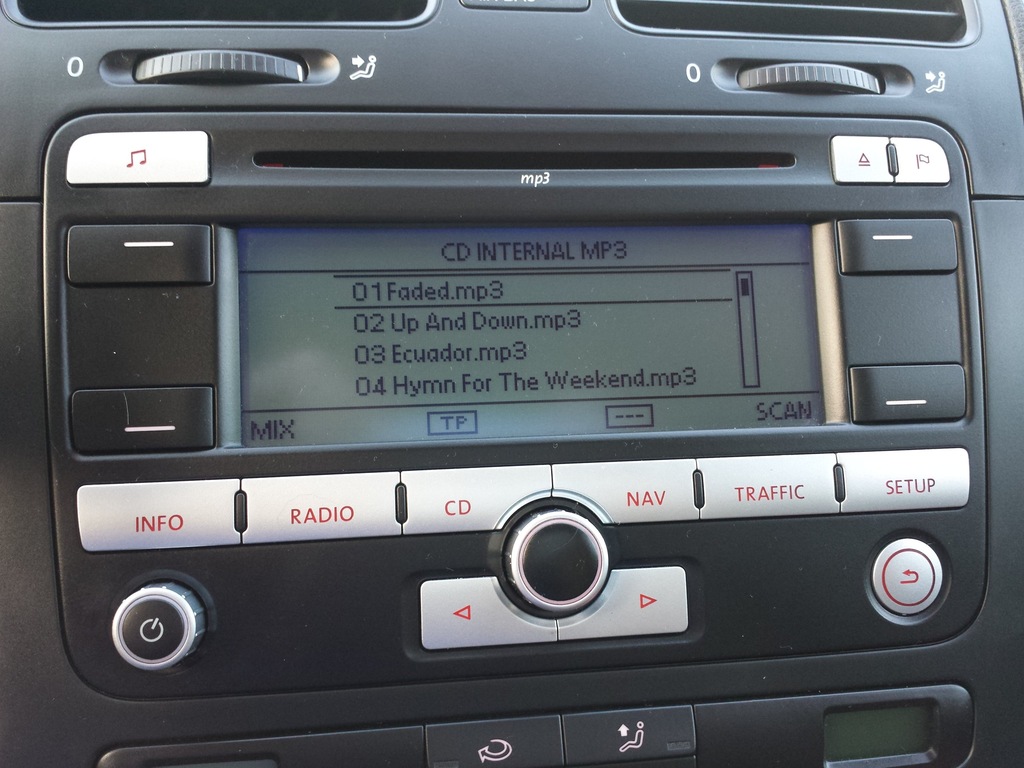 0
0
mp3
CD INTERNAL MP3
01 Faded.mp3
02 Up And Down.mp3
03 Ecuador.mp3
04 Hymn For The Weekend.mp3
MIX TP --- SCAN
INFO RADIO CD NAV TRAFFIC SETUP